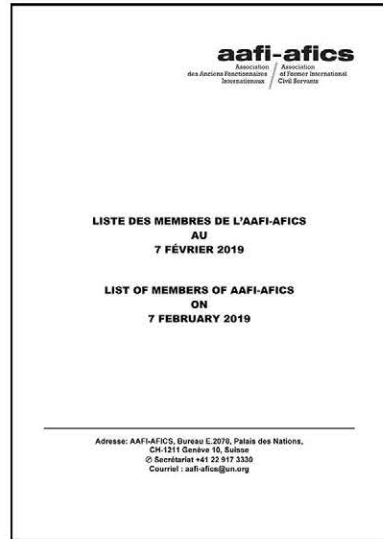 aafi-afics
Association
des Anciens Fonctionnaires
Internationaux
Association
of Former International
Civil Servants
LISTE DES MEMBRES DE L'AAFI-AFICS
AU
7 FÉVRIER 2019
LIST OF MEMBERS OF AAFI-AFICS
ON
7 FEBRUARY 2019
Adresse: AAFI-AFICS, Bureau E.2078, Palais des Nations,
CH-1211 Genève 10, Suisse
✆ Secrétariat +41 22 917 3330
Courriel : aafi-afics@un.org